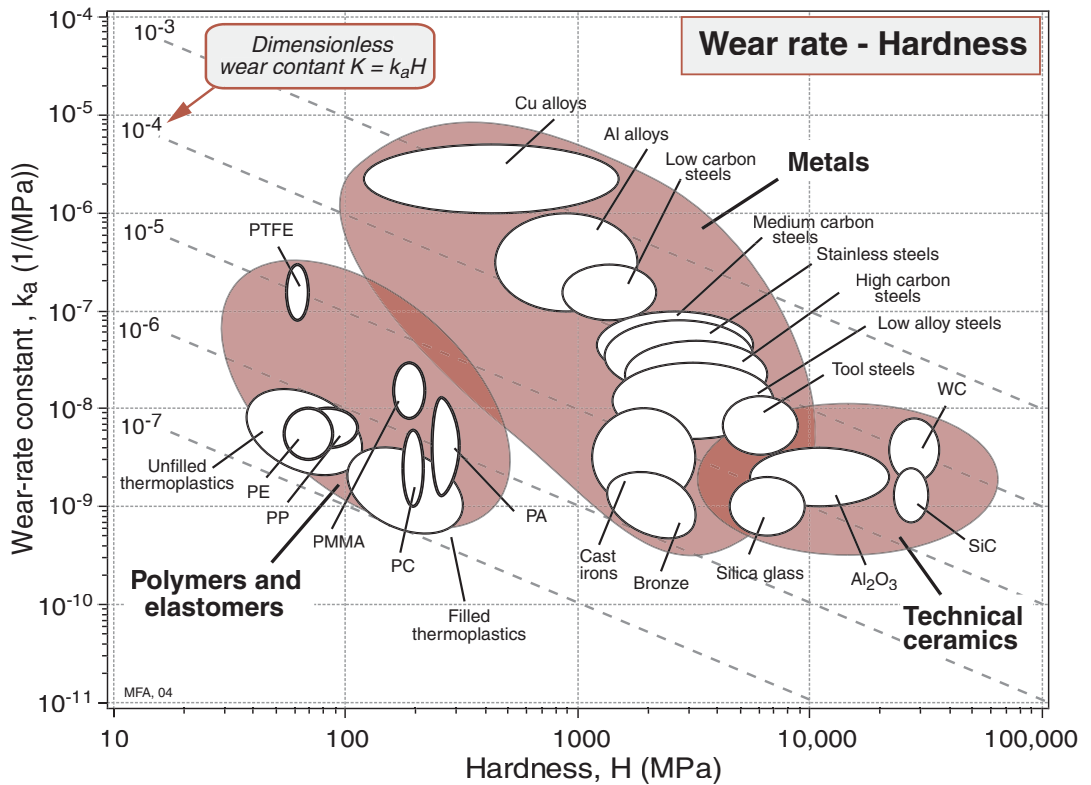 Wear rate - Hardness
Dimensionless
wear contant K = kₐH
Wear-rate constant , kₐ (1/(MPa))
10⁻⁴
10⁻⁵
10⁻⁶
10⁻⁷
10⁻⁸
10⁻⁹
10⁻¹⁰
10⁻¹¹
10⁻³
10⁻⁴
10⁻⁵
10⁻⁶
10⁻⁷
Cu alloys
Al alloys
Low carbon
steels
Metals
Medium carbon
steels
Stainless steels
High carbon
steels
Low alloy steels
Tool steels
WC
PTFE
Unfilled
thermoplastics
PE
PP
PMMA
PC
PA
Polymers and
elastomers
Filled
thermoplastics
Cast
irons
Bronze
Silica glass
Al₂O₃
SiC
Technical
ceramics
MFA, 04
10
100
1000
10,000
100,000
Hardness, H (MPa)